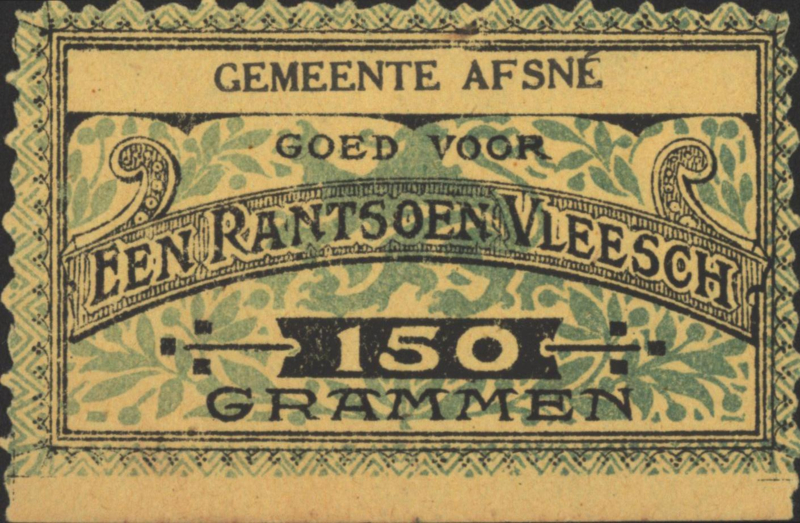 GEMEENTE AFSNÉ
GOED VOOR
EEN RANTSOEN VLEESCH
150
GRAMMEN